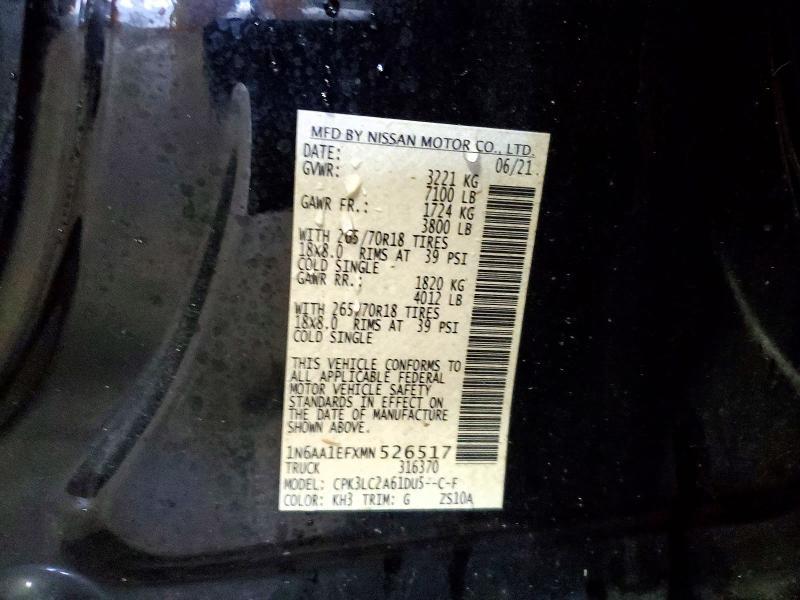 MFD BY NISSAN MOTOR CO., LTD.
DATE: 06/21
GVWR: 3221 KG
7100 LB
GAWR FR.: 1724 KG
3800 LB
WITH 265/70R18 TIRES
18X8.0 RIMS AT 39 PSI
COLD SINGLE
GAWR RR.: 1820 KG
4012 LB
WITH 265/70R18 TIRES
18X8.0 RIMS AT 39 PSI
COLD SINGLE
THIS VEHICLE CONFORMS TO
ALL APPLICABLE FEDERAL
MOTOR VEHICLE SAFETY
STANDARDS IN EFFECT ON
THE DATE OF MANUFACTURE
SHOWN ABOVE.
1N6AA1EFXMN526517
TRUCK 316370
MODEL: CPK3LC2A61DU5--C-F
COLOR: KH3 TRIM: G ZS10A